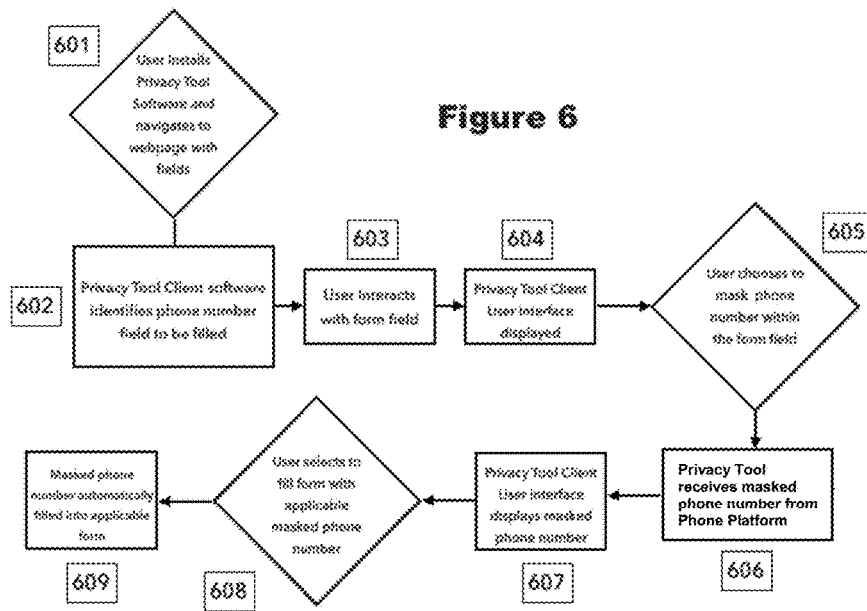 601
User Installs
Privacy Tool
Software and
navigates to
webpage with
fields
Figure 6
602
Privacy Tool Client software
identifies phone number
field to be filled
603
User Interacts
with form field
604
Privacy Tool Client
User interface
displayed
605
User chooses to
mask phone
number within
the form field
Privacy Tool
receives masked
phone number from
Phone Platform
606
Privacy Tool Client
User interface
displays masked
phone number
607
User selects to
fill form with
applicable
masked phone
number
608
Masked phone
number automatically
filled into applicable
form
609